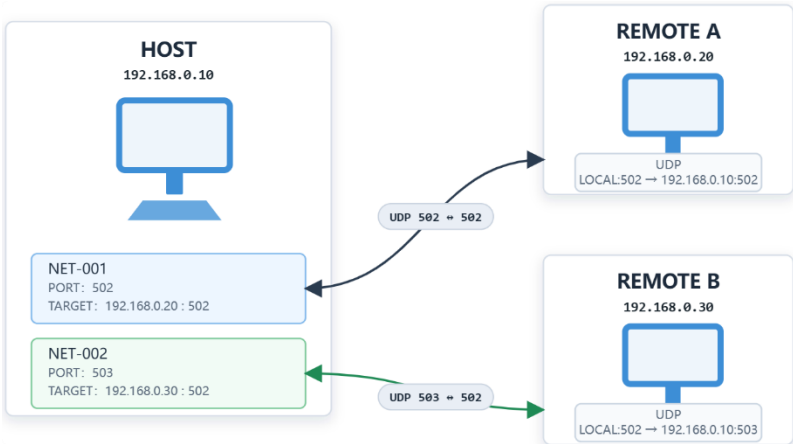 HOST
192.168.0.10
NET-001
PORT: 502
TARGET: 192.168.0.20 : 502
NET-002
PORT: 503
TARGET: 192.168.0.30 : 502
UDP 502 ↔ 502
UDP 503 ↔ 502
REMOTE A
192.168.0.20
UDP
LOCAL:502 → 192.168.0.10:502
REMOTE B
192.168.0.30
UDP
LOCAL:502 → 192.168.0.10:503